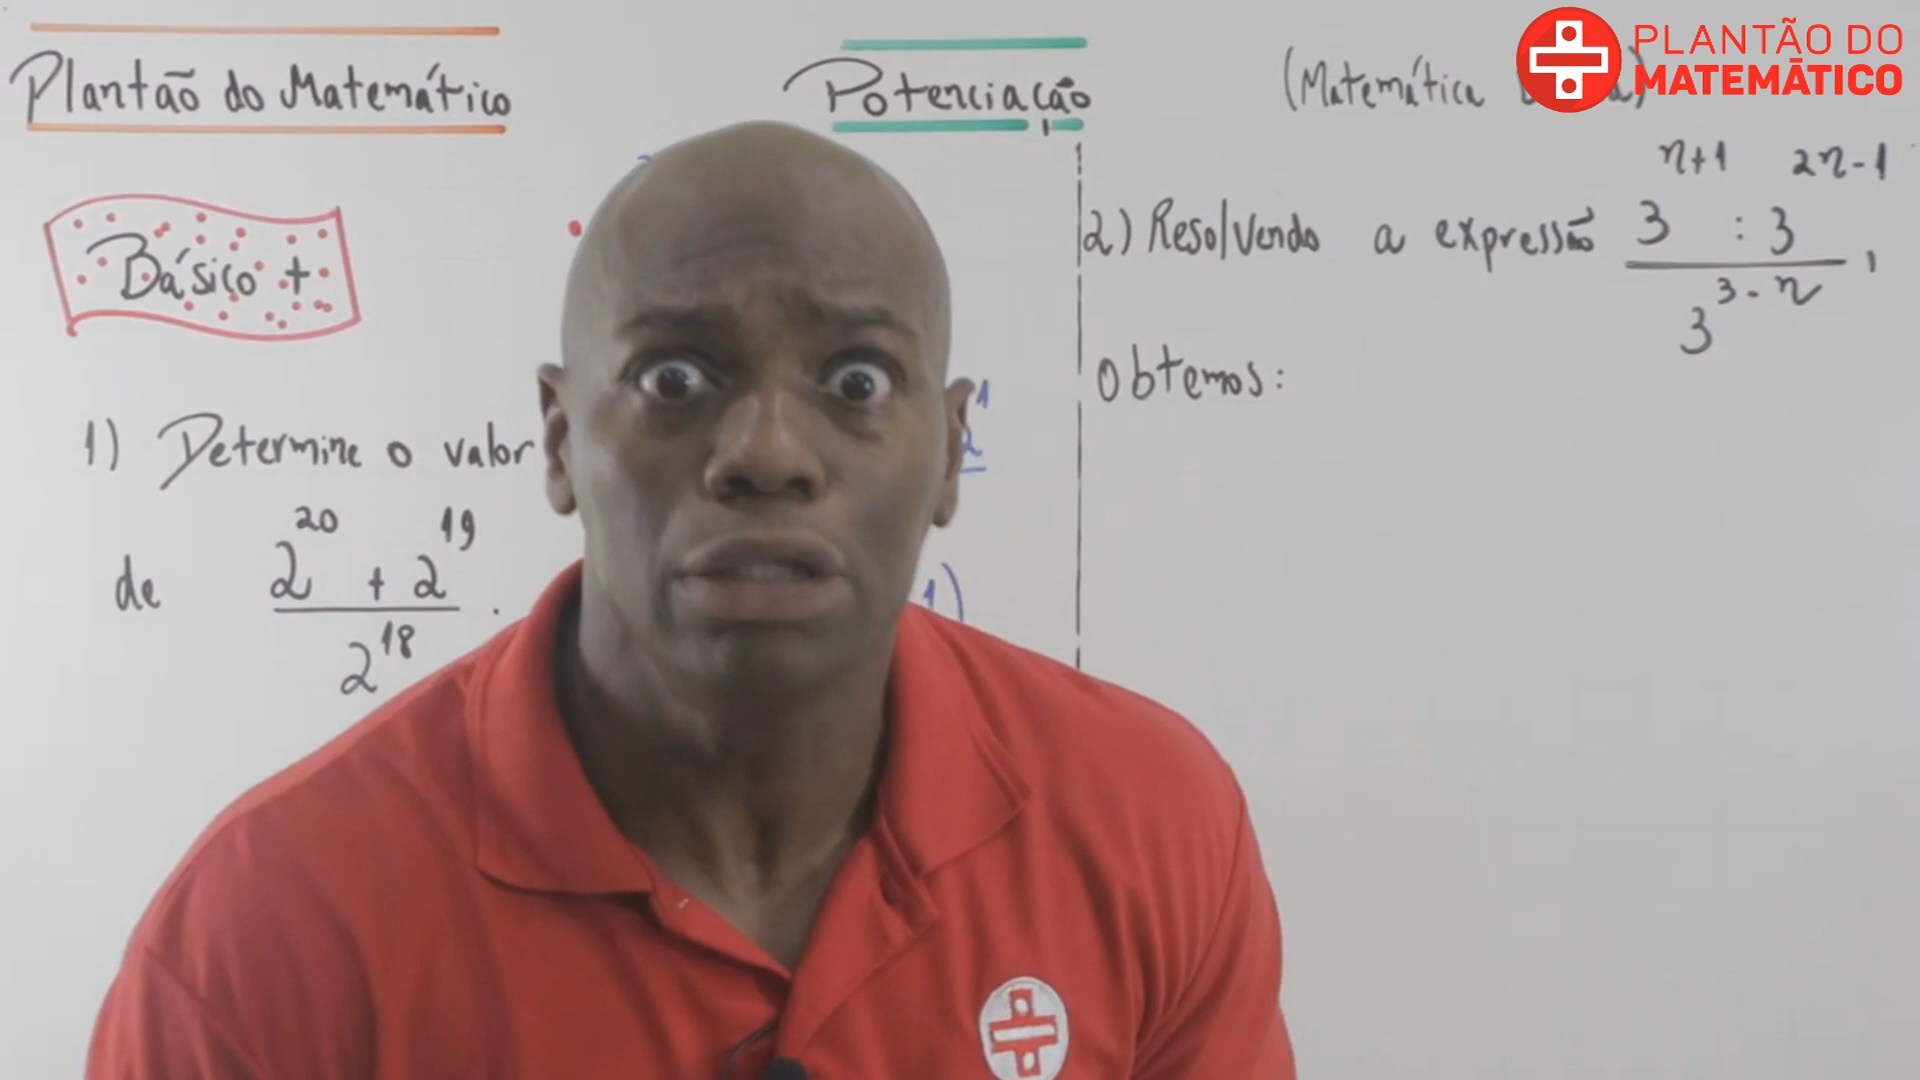 Plantão do Matemático
Potenciação
(Matemática
PLANTÃO DO
MATEMÁTICO
Básico +
1) Determine o valor
de 2^20 + 2^19 / 2^18 .
2) Resolvendo a expressão 3^n+1 : 3^2n-1 / 3^3-n ,
Obtemos: